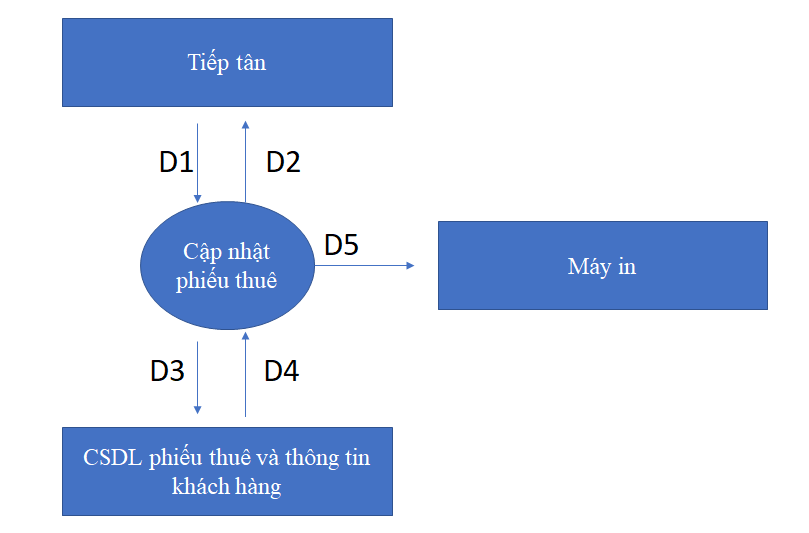 Tiếp tân
D1
D2
Cập nhật
phiếu thuê
D5
Máy in
D3
D4
CSDL phiếu thuê và thông tin
khách hàng